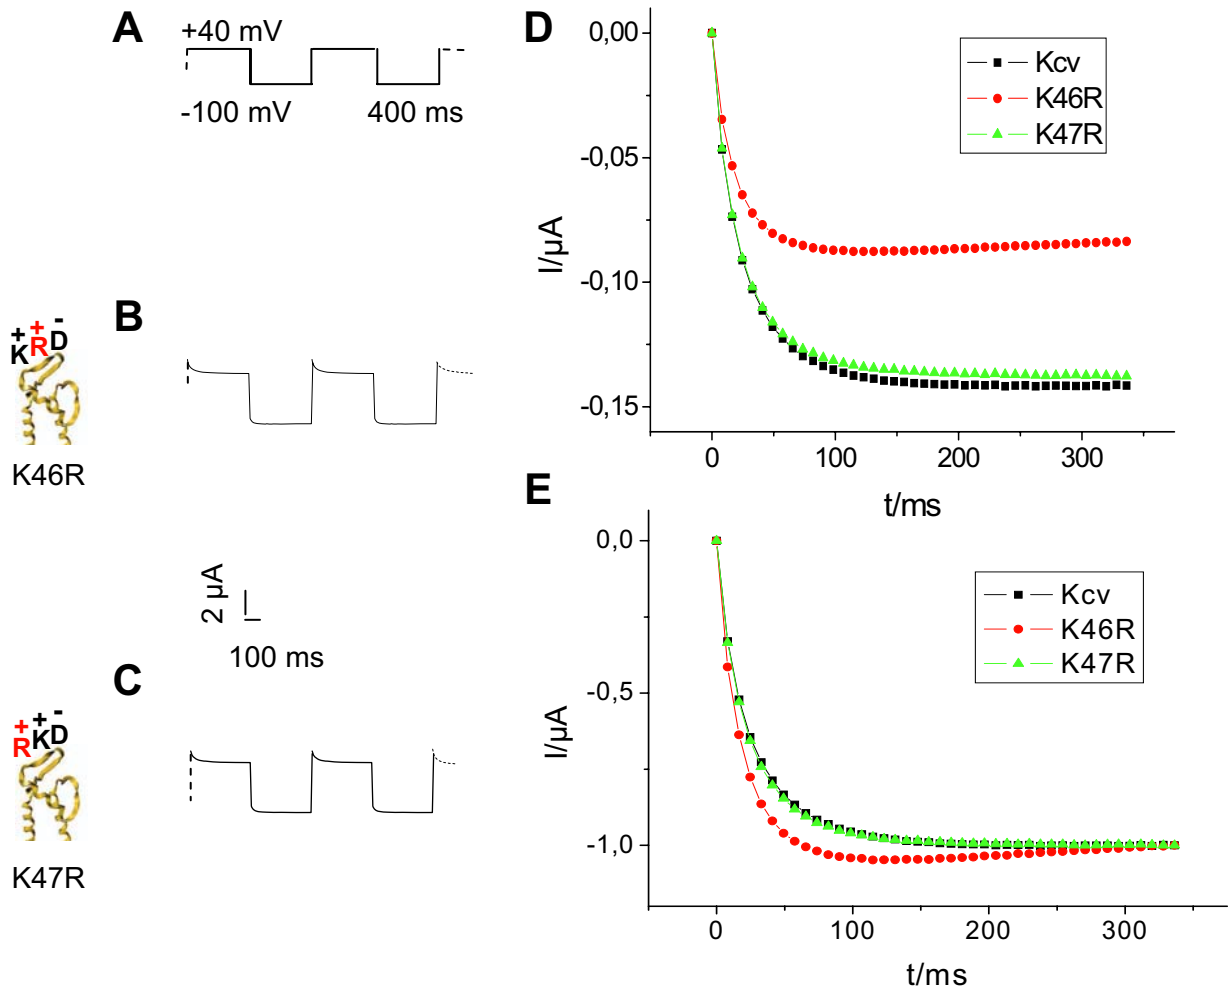 A
+40 mV
-100 mV
400 ms
B
+ + -
K R D
K46R
2 µA
100 ms
C
+ + -
R K D
K47R
D
0,00
-0,05
-0,10
-0,15
I/µA
0
100
200
300
t/ms
Kcv
K46R
K47R
E
0,0
-0,5
-1,0
I/µA
0
100
200
300
t/ms
Kcv
K46R
K47R